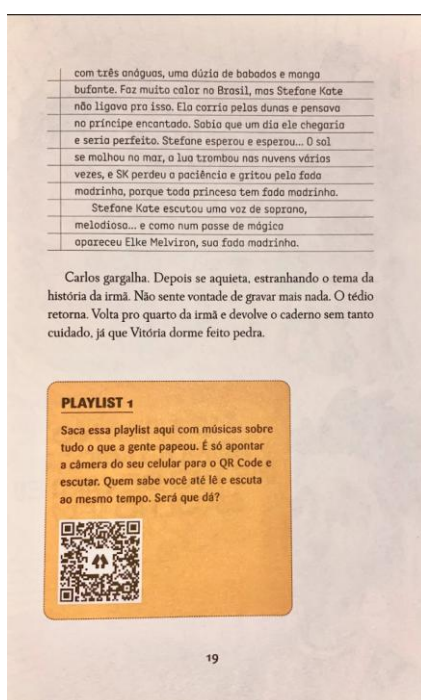 com três anáguas, uma dúzia de babados e manga
bufante. Faz muito calor no Brasil, mas Stefane Kate
não ligava pra isso. Ela corria pelas dunas e pensava
no príncipe encantado. Sabia que um dia ele chegaria
e seria perfeito. Stefane esperou e esperou... O sol
se molhou no mar, a lua trombou nas nuvens várias
vezes, e SK perdeu a paciência e gritou pela fada
madrinha, porque toda princesa tem fada madrinha.
Stefane Kate escutou uma voz de soprano,
melodiosa... e como num passe de mágica
apareceu Elke Melviron, sua fada madrinha.
Carlos gargalha. Depois se aquieta, estranhando o tema da
história da irmã. Não sente vontade de gravar mais nada. O tédio
retorna. Volta pro quarto da irmã e devolve o caderno sem tanto
cuidado, já que Vitória dorme feito pedra.
PLAYLIST 1
Saca essa playlist aqui com músicas sobre
tudo o que a gente papeou. É só apontar
a câmera do seu celular para o QR Code e
escutar. Quem sabe você até lê e escuta
ao mesmo tempo. Será que dá?
19